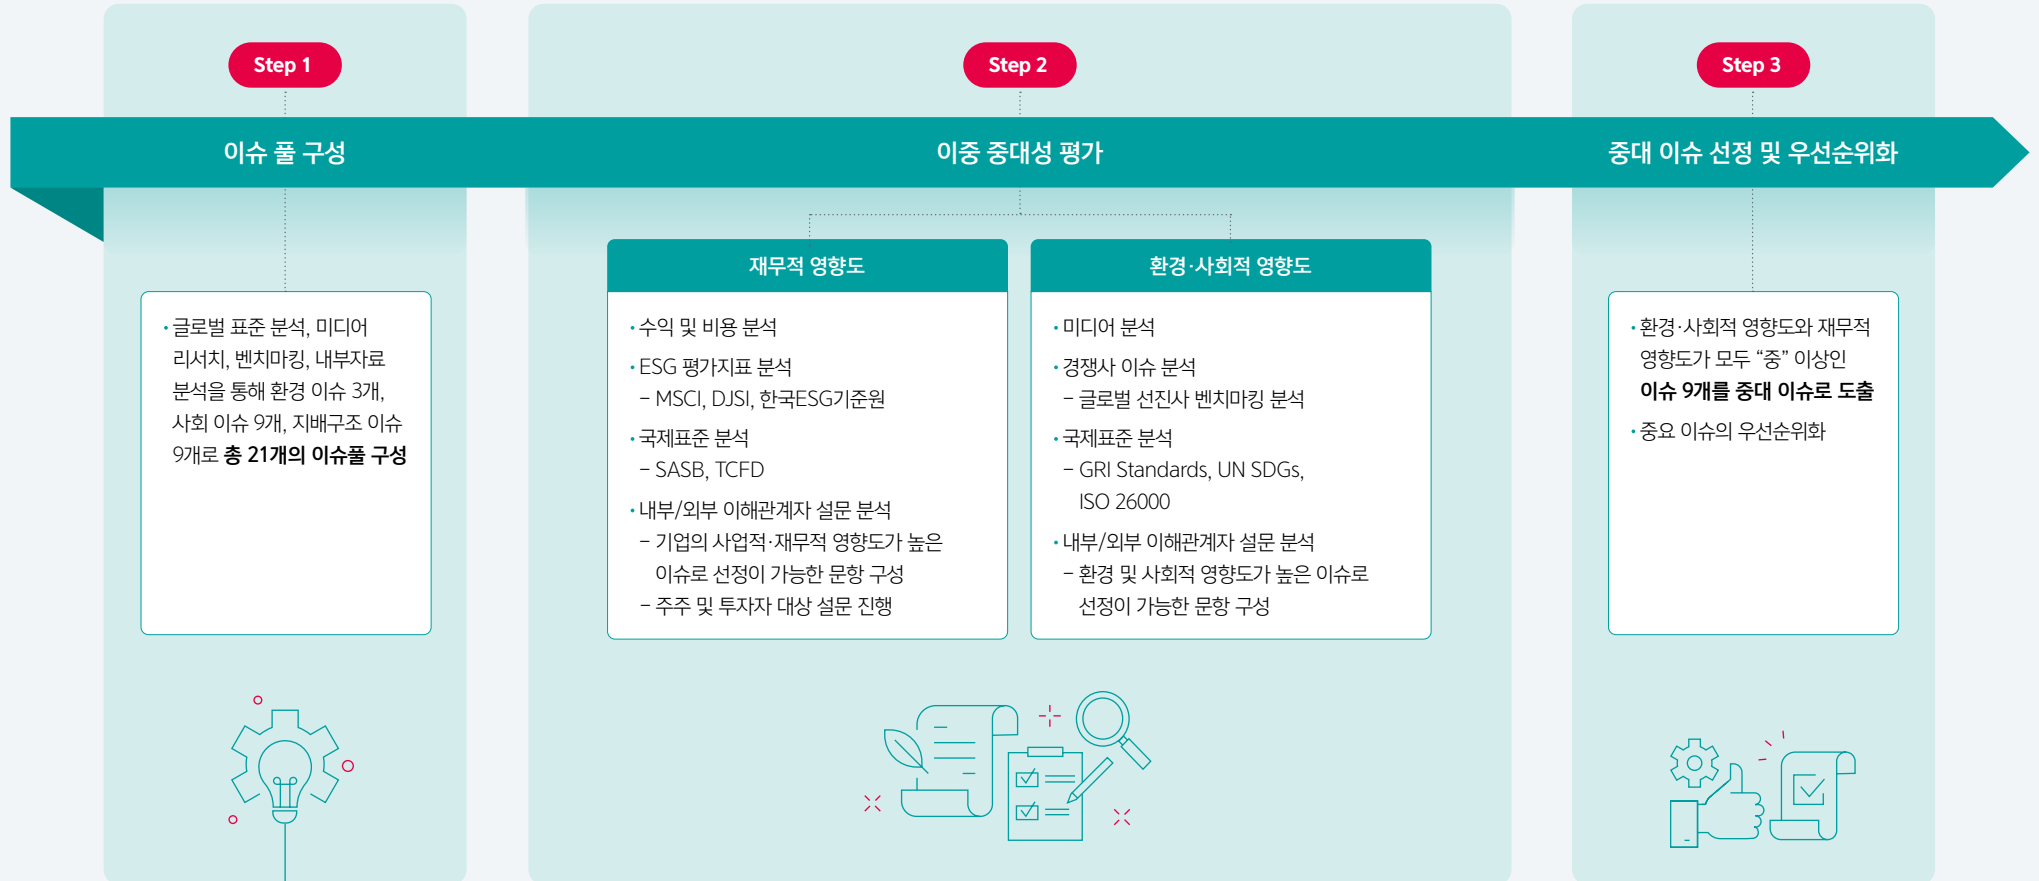 Step 1
이슈 풀 구성
· 글로벌 표준 분석, 미디어
리서치, 벤치마킹, 내부자료
분석을 통해 환경 이슈 3개,
사회 이슈 9개, 지배구조 이슈
9개로 총 21개의 이슈풀 구성
Step 2
이중 중대성 평가
재무적 영향도
· 수익 및 비용 분석
· ESG 평가지표 분석
– MSCI, DJSI, 한국ESG기준원
· 국제표준 분석
– SASB, TCFD
· 내부/외부 이해관계자 설문 분석
– 기업의 사업적·재무적 영향도가 높은
이슈로 선정이 가능한 문항 구성
– 주주 및 투자자 대상 설문 진행
환경·사회적 영향도
· 미디어 분석
· 경쟁사 이슈 분석
– 글로벌 선진사 벤치마킹 분석
· 국제표준 분석
– GRI Standards, UN SDGs,
ISO 26000
· 내부/외부 이해관계자 설문 분석
– 환경 및 사회적 영향도가 높은 이슈로
선정이 가능한 문항 구성
Step 3
중대 이슈 선정 및 우선순위화
· 환경·사회적 영향도와 재무적
영향도가 모두 “중” 이상인
이슈 9개를 중대 이슈로 도출
· 중요 이슈의 우선순위화